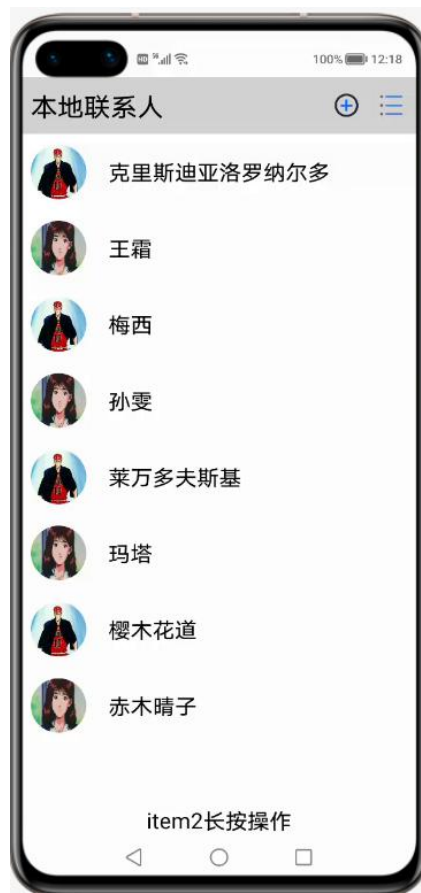 100% 12:18
本地联系人
克里斯迪亚洛罗纳尔多
王霜
梅西
孙雯
莱万多夫斯基
玛塔
樱木花道
赤木晴子
item2长按操作